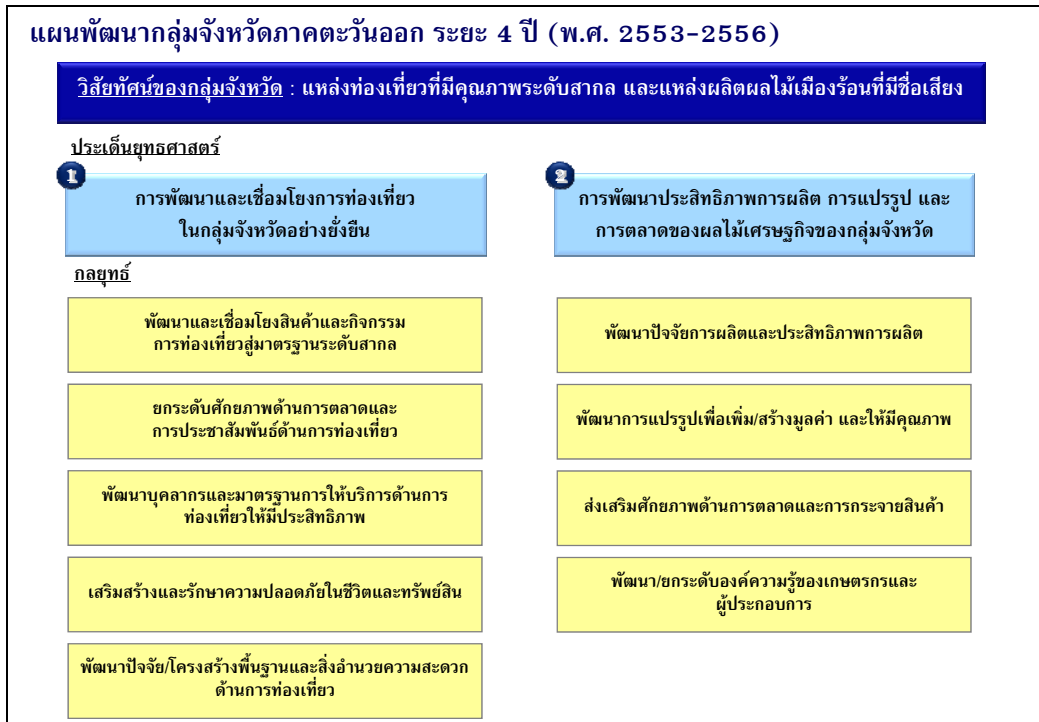 แผนพัฒนากลุ่มจังหวัดภาคตะวันออก ระยะ 4 ปี (พ.ศ. 2553-2556)
วิสัยทัศน์ของกลุ่มจังหวัด : แหล่งท่องเที่ยวที่มีคุณภาพระดับสากล และแหล่งผลิตผลไม้เมืองร้อนที่มีชื่อเสียง
ประเด็นยุทธศาสตร์
1
การพัฒนาและเชื่อมโยงการท่องเที่ยว
ในกลุ่มจังหวัดอย่างยั่งยืน
2
การพัฒนาประสิทธิภาพการผลิต การแปรรูป และ
การตลาดของผลไม้เศรษฐกิจของกลุ่มจังหวัด
กลยุทธ์
พัฒนาและเชื่อมโยงสินค้าและกิจกรรม
การท่องเที่ยวสู่มาตรฐานระดับสากล
ยกระดับศักยภาพด้านการตลาดและ
การประชาสัมพันธ์ด้านการท่องเที่ยว
พัฒนาบุคลากรและมาตรฐานการให้บริการด้านการ
ท่องเที่ยวให้มีประสิทธิภาพ
เสริมสร้างและรักษาความปลอดภัยในชีวิตและทรัพย์สิน
พัฒนาปัจจัย/โครงสร้างพื้นฐานและสิ่งอำนวยความสะดวก
ด้านการท่องเที่ยว
พัฒนาปัจจัยการผลิตและประสิทธิภาพการผลิต
พัฒนาการแปรรูปเพื่อเพิ่ม/สร้างมูลค่า และให้มีคุณภาพ
ส่งเสริมศักยภาพด้านการตลาดและการกระจายสินค้า
พัฒนา/ยกระดับองค์ความรู้ของเกษตรกรและ
ผู้ประกอบการ